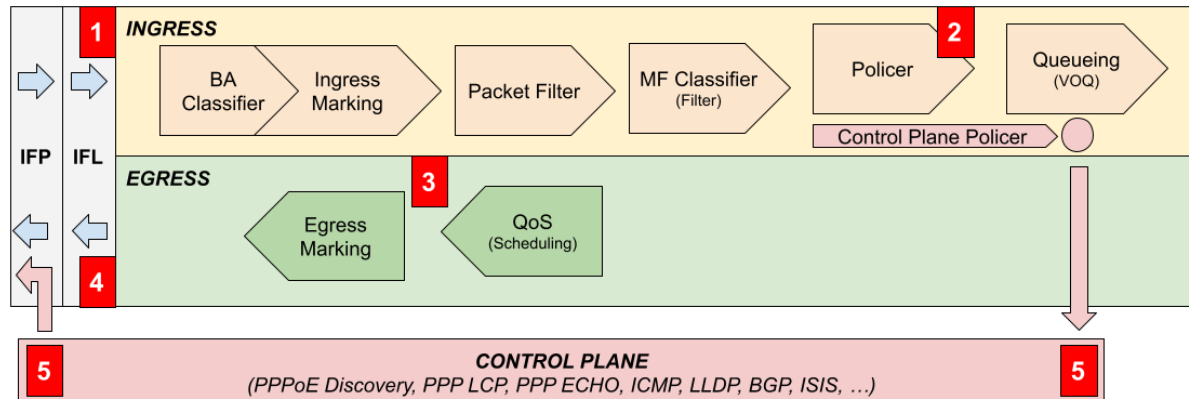 1
INGRESS
2
BA
Classifier
Ingress
Marking
Packet Filter
MF Classifier
(Filter)
Policer
Queueing
(VOQ)
Control Plane Policer
IFP
IFL
EGRESS
3
Egress
Marking
QoS
(Scheduling)
4
5
CONTROL PLANE
(PPPoE Discovery, PPP LCP, PPP ECHO, ICMP, LLDP, BGP, ISIS, …)
5